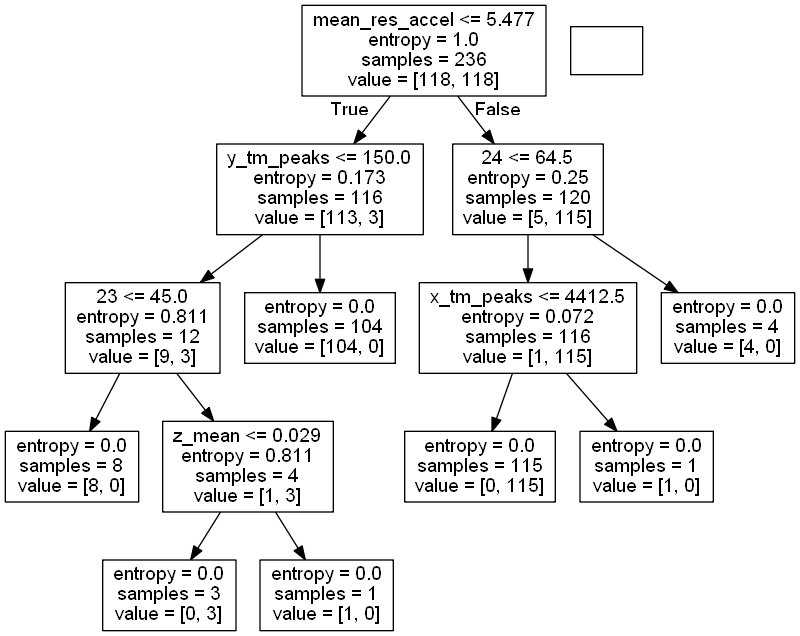 mean_res_accel <= 5.477
entropy = 1.0
samples = 236
value = [118, 118]
True
False
y_tm_peaks <= 150.0
entropy = 0.173
samples = 116
value = [113, 3]
24 <= 64.5
entropy = 0.25
samples = 120
value = [5, 115]
23 <= 45.0
entropy = 0.811
samples = 12
value = [9, 3]
entropy = 0.0
samples = 104
value = [104, 0]
x_tm_peaks <= 4412.5
entropy = 0.072
samples = 116
value = [1, 115]
entropy = 0.0
samples = 4
value = [4, 0]
entropy = 0.0
samples = 8
value = [8, 0]
z_mean <= 0.029
entropy = 0.811
samples = 4
value = [1, 3]
entropy = 0.0
samples = 115
value = [0, 115]
entropy = 0.0
samples = 1
value = [1, 0]
entropy = 0.0
samples = 3
value = [0, 3]
entropy = 0.0
samples = 1
value = [1, 0]